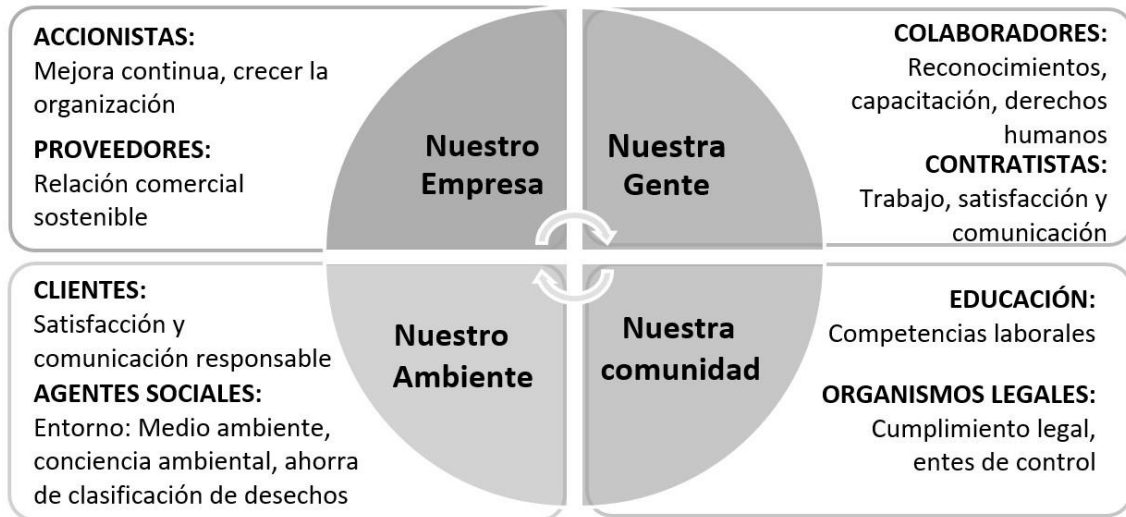 ACCIONISTAS:
Mejora continua, crecer la
organización
PROVEEDORES:
Relación comercial
sostenible
Nuestro
Empresa
Nuestra
Gente
COLABORADORES:
Reconocimientos,
capacitación, derechos
humanos
CONTRATISTAS:
Trabajo, satisfacción y
comunicación
CLIENTES:
Satisfacción y
comunicación responsable
AGENTES SOCIALES:
Entorno: Medio ambiente,
conciencia ambiental, ahorra
de clasificación de desechos
Nuestro
Ambiente
Nuestra
comunidad
EDUCACIÓN:
Competencias laborales
ORGANISMOS LEGALES:
Cumplimiento legal,
entes de control